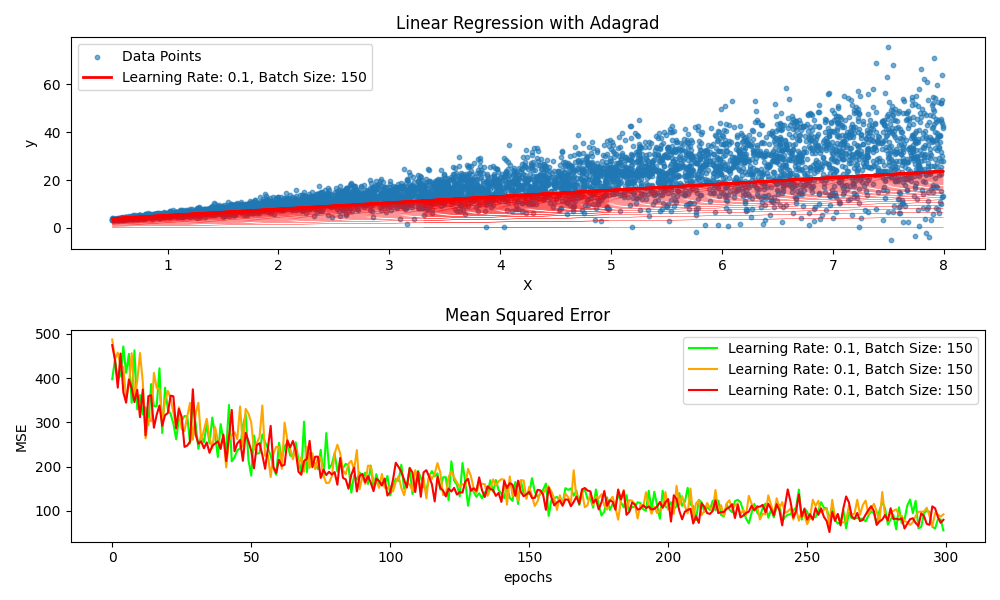 Linear Regression with Adagrad
Data Points
Learning Rate: 0.1, Batch Size: 150
y
60
40
20
0
1 2 3 4 5 6 7 8
X
Mean Squared Error
Learning Rate: 0.1, Batch Size: 150
Learning Rate: 0.1, Batch Size: 150
Learning Rate: 0.1, Batch Size: 150
MSE
500
400
300
200
100
0 50 100 150 200 250 300
epochs